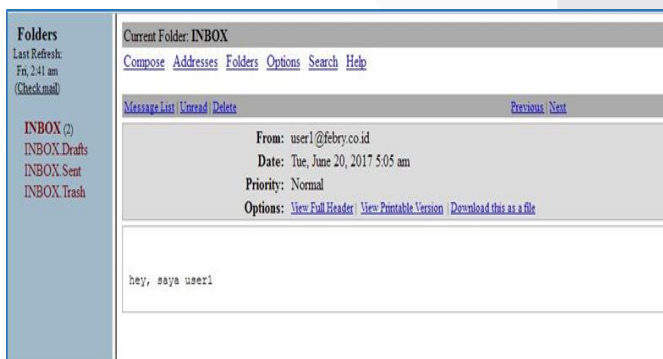 Folders
Last Refresh:
Fri, 2:41 am
(Check mail)
INBOX (2)
INBOX.Drafts
INBOX.Sent
INBOX.Trash
Current Folder: INBOX
Compose Addresses Folders Options Search Help
Message List | Unread | Delete Previous | Next
From: user1@febry.co.id
Date: Tue, June 20, 2017 5:05 am
Priority: Normal
Options: View Full Header | View Printable Version | Download this as a file
hey, saya user1